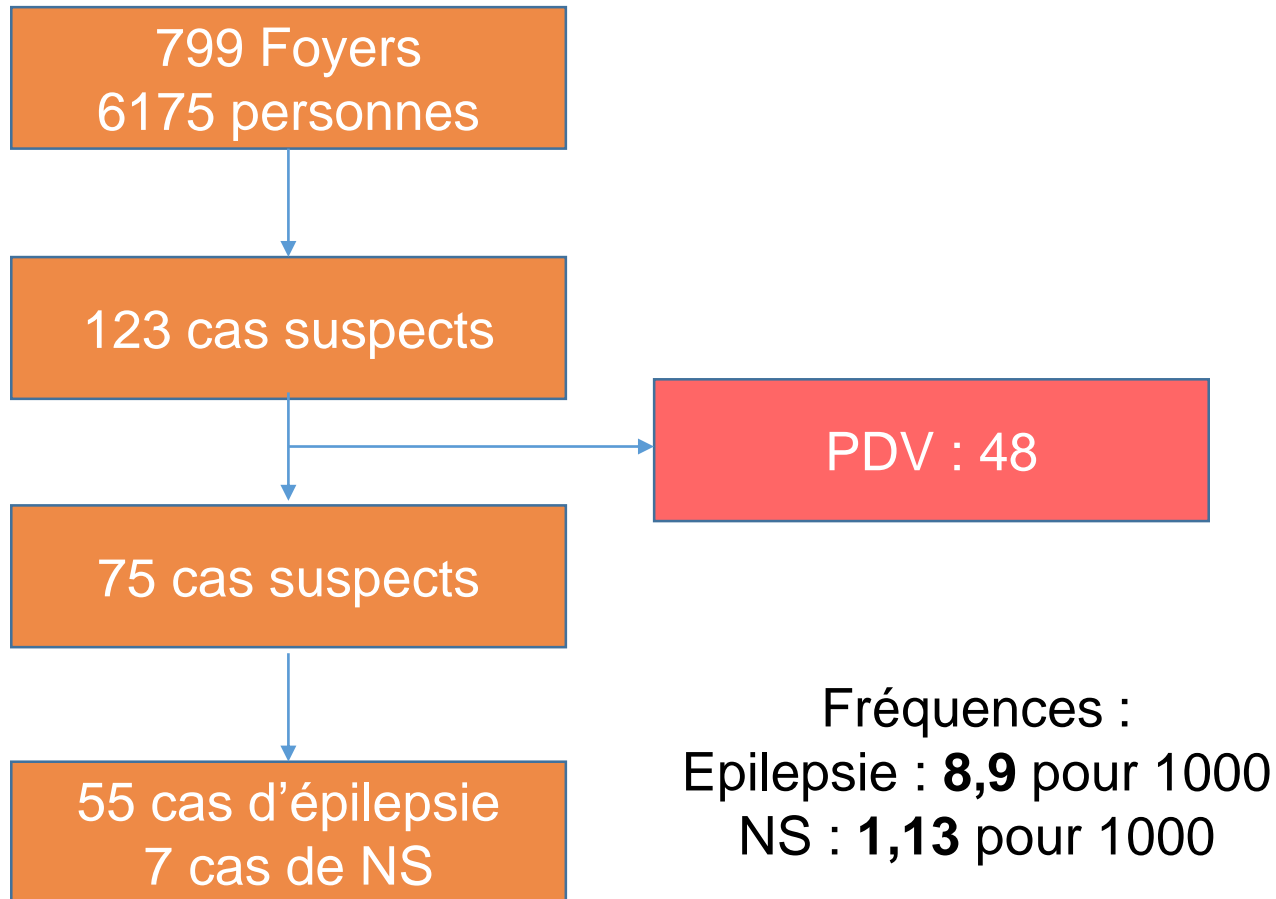 799 Foyers
6175 personnes
123 cas suspects
PDV : 48
75 cas suspects
55 cas d’épilepsie
7 cas de NS
Fréquences :
Epilepsie : 8,9 pour 1000
NS : 1,13 pour 1000